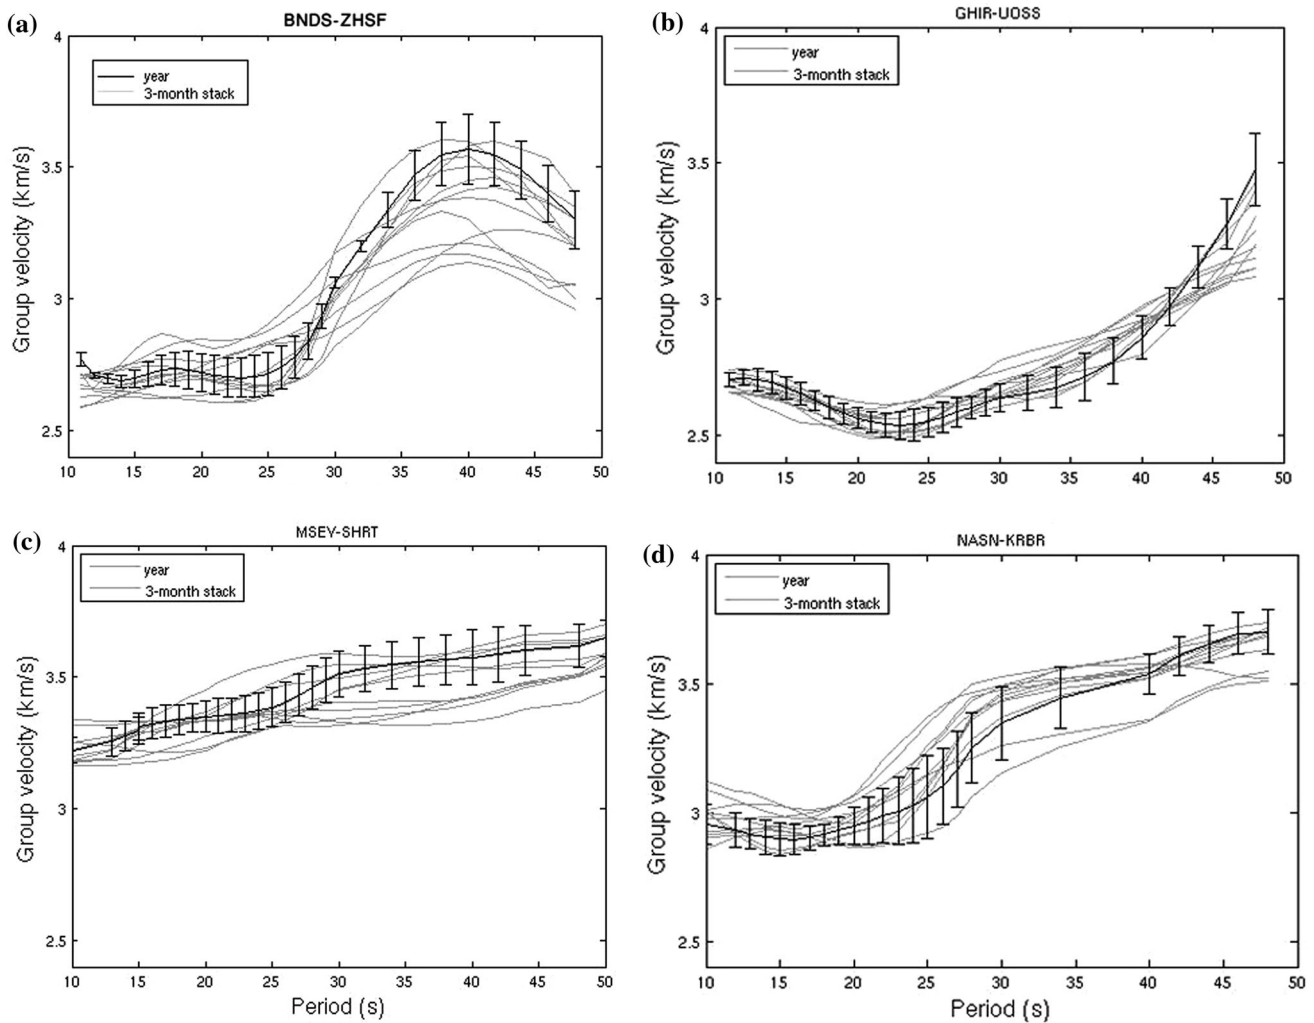 (a)
BNDS-ZHSF
4
3.5
3
2.5
10 15 20 25 30 35 40 45 50
Group velocity (km/s)
year
3-month stack
(b)
GHIR-UOSS
4
3.5
3
2.5
10 15 20 25 30 35 40 45 50
Group velocity (km/s)
year
3-month stack
(c)
MSEY-SHRT
4
3.5
3
2.5
10 15 20 25 30 35 40 45 50
Group velocity (km/s)
Period (s)
year
3-month stack
(d)
NASN-KRBR
4
3.5
3
2.5
10 15 20 25 30 35 40 45 50
Group velocity (km/s)
Period (s)
year
3-month stack